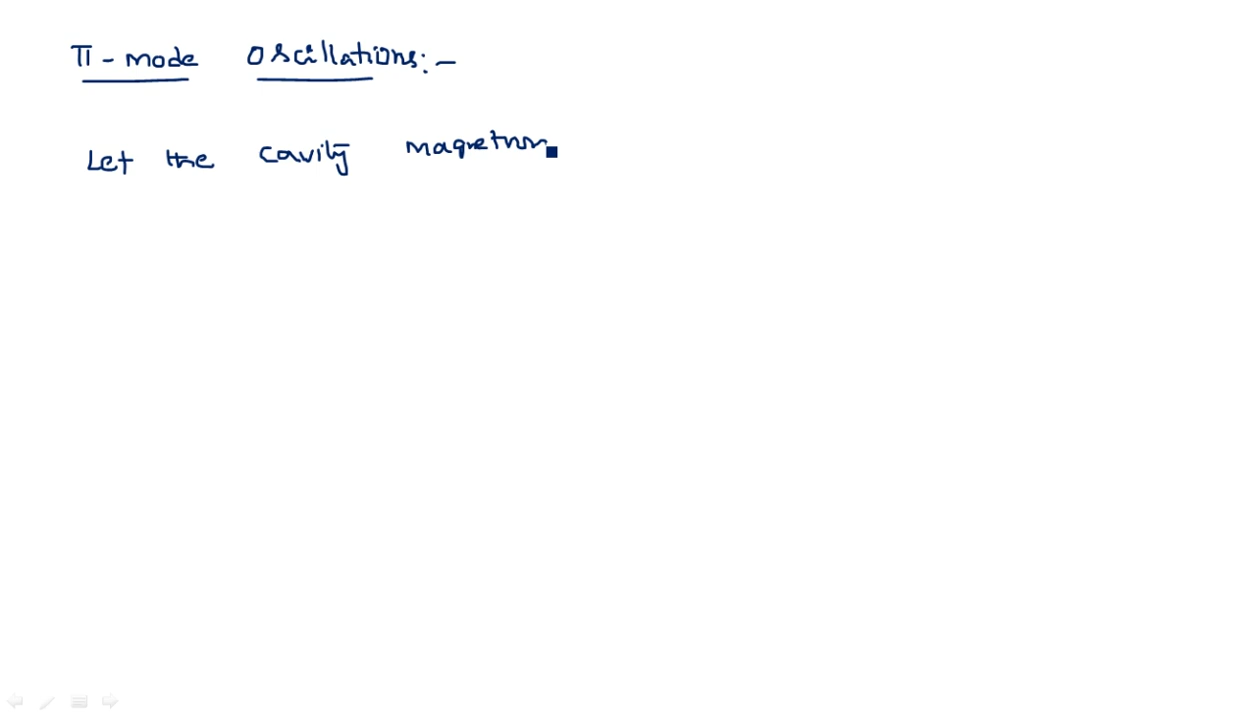 π - mode oscillations:-
Let the cavity magnetron